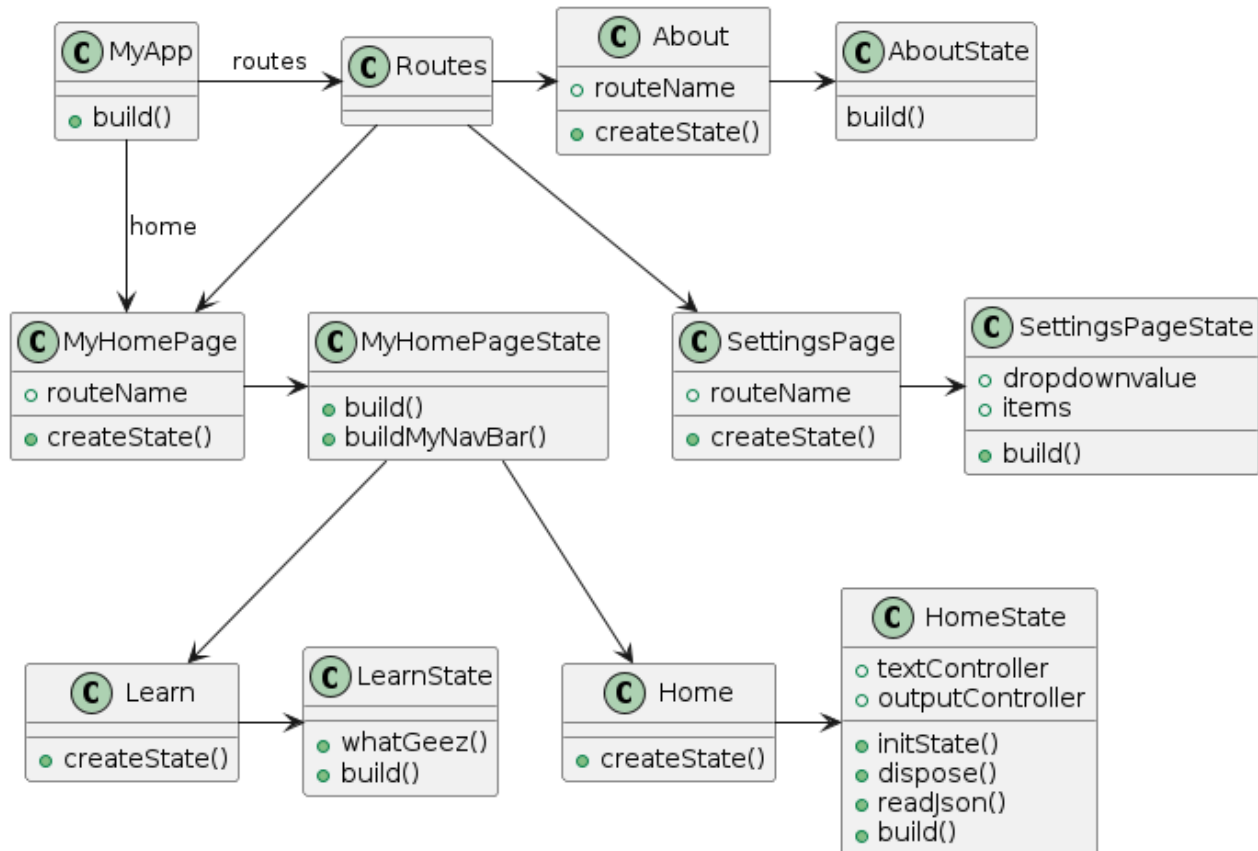 C MyApp
+ build()
routes
C Routes
C About
routeName
createState()
C AboutState
build()
home
C MyHomePage
routeName
createState()
C MyHomePageState
build()
buildMyNavBar()
C SettingsPage
routeName
createState()
C SettingsPageState
dropdownvalue
items
build()
C Learn
createState()
C LearnState
whatGeez()
build()
C Home
createState()
C HomeState
textController
outputController
initState()
dispose()
readJson()
build()